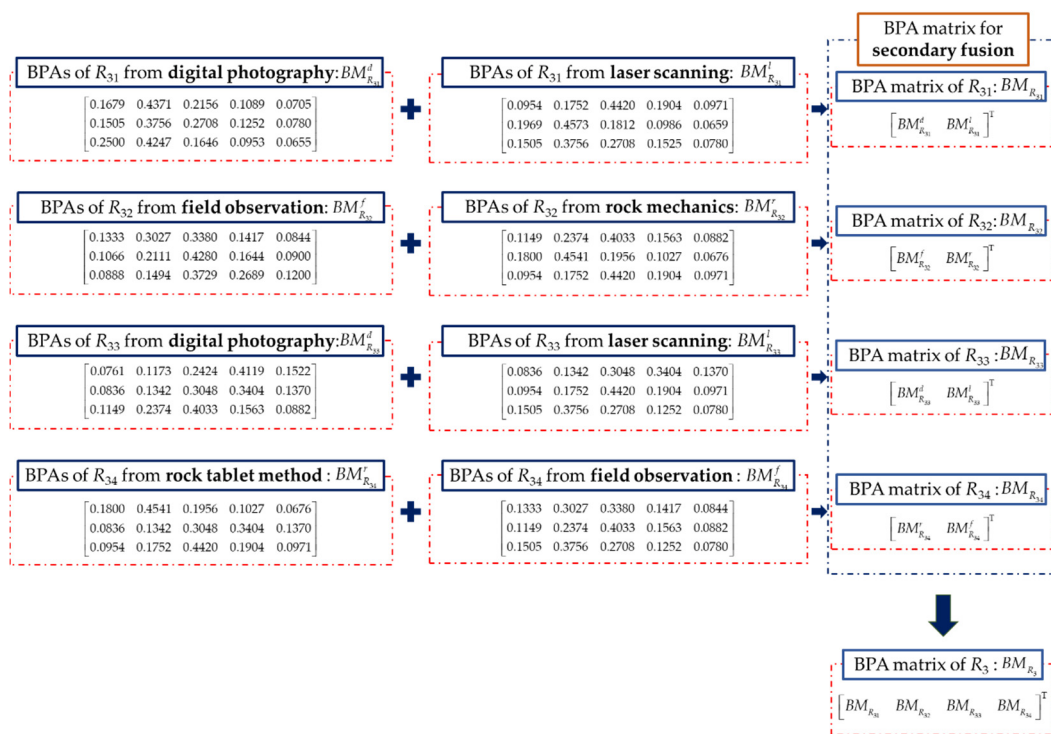 BPA matrix for
secondary fusion
BPAs of R31 from digital photography:BM^d_R31
0.1679 0.4371 0.2156 0.1089 0.0705
0.1505 0.3756 0.2708 0.1252 0.0780
0.2500 0.4247 0.1646 0.0953 0.0655
+
BPAs of R31 from laser scanning: BM^l_R31
0.0954 0.1752 0.4420 0.1904 0.0971
0.1969 0.4573 0.1812 0.0986 0.0659
0.1505 0.3756 0.2708 0.1525 0.0780
BPA matrix of R31: BM_R31
[BM^d_R31 BM^l_R31]^T
BPAs of R32 from field observation: BM^f_R32
0.1333 0.3027 0.3380 0.1417 0.0844
0.1066 0.2111 0.4280 0.1644 0.0900
0.0888 0.1494 0.3729 0.2689 0.1200
+
BPAs of R32 from rock mechanics: BM^r_R32
0.1149 0.2374 0.4033 0.1563 0.0882
0.1800 0.4541 0.1956 0.1027 0.0676
0.0954 0.1752 0.4420 0.1904 0.0971
BPA matrix of R32: BM_R32
[BM^f_R32 BM^r_R32]^T
BPAs of R33 from digital photography:BM^d_R33
0.0761 0.1173 0.2424 0.4119 0.1522
0.0836 0.1342 0.3048 0.3404 0.1370
0.1149 0.2374 0.4033 0.1563 0.0882
+
BPAs of R33 from laser scanning: BM^l_R33
0.0836 0.1342 0.3048 0.3404 0.1370
0.0954 0.1752 0.4420 0.1904 0.0971
0.1505 0.3756 0.2708 0.1252 0.0780
BPA matrix of R33 : BM_R33
[BM^d_R33 BM^l_R33]^T
BPAs of R34 from rock tablet method : BM^r_R34
0.1800 0.4541 0.1956 0.1027 0.0676
0.0836 0.1342 0.3048 0.3404 0.1370
0.0954 0.1752 0.4420 0.1904 0.0971
+
BPAs of R34 from field observation : BM^f_R34
0.1333 0.3027 0.3380 0.1417 0.0844
0.1149 0.2374 0.4033 0.1563 0.0882
0.1505 0.3756 0.2708 0.1252 0.0780
BPA matrix of R34 : BM_R34
[BM^r_R34 BM^f_R34]^T
BPA matrix of R3 : BM_R3
[BM_R31 BM_R32 BM_R33 BM_R34]^T